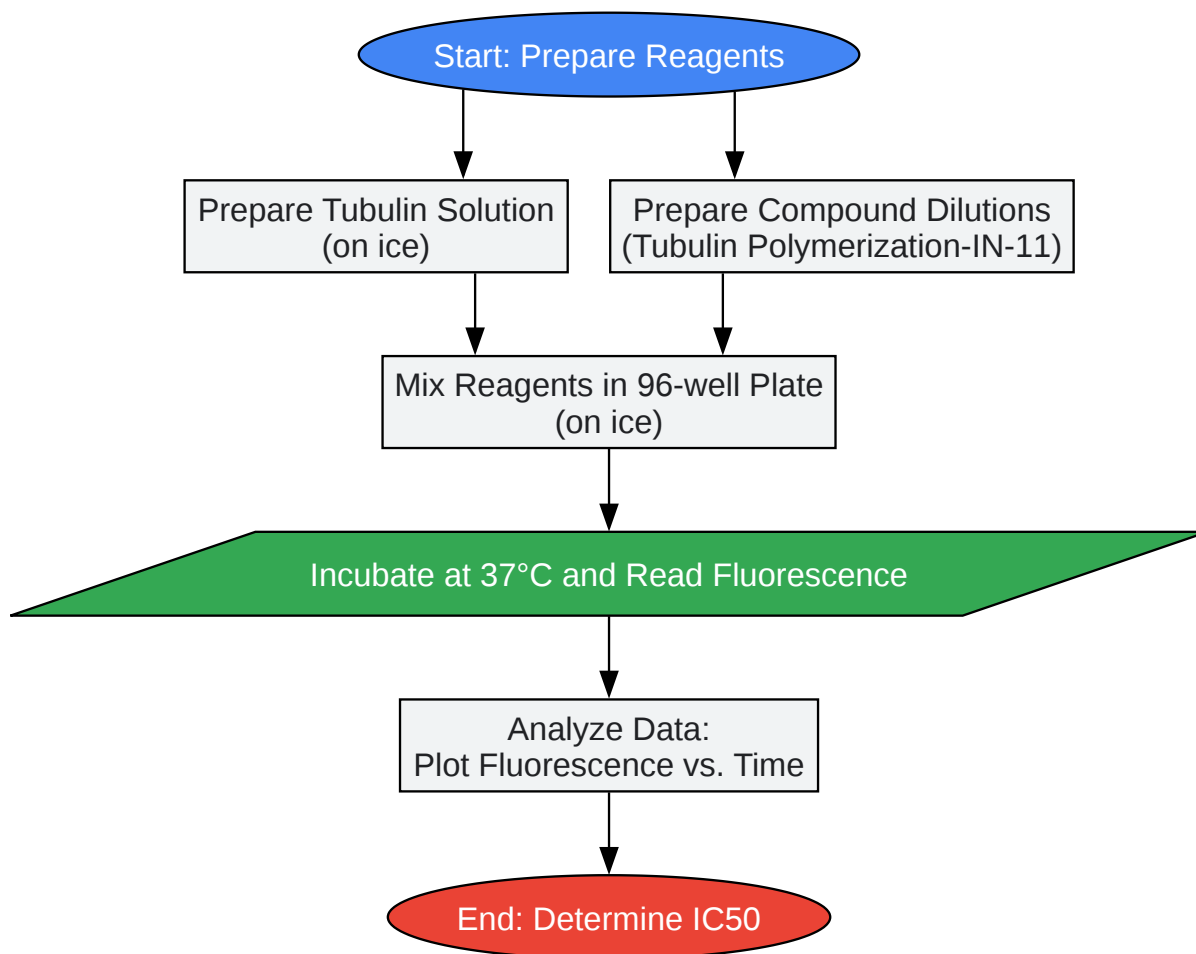 Start: Prepare Reagents
Prepare Tubulin Solution
(on ice)
Prepare Compound Dilutions
(Tubulin Polymerization-IN-11)
Mix Reagents in 96-well Plate
(on ice)
Incubate at 37°C and Read Fluorescence
Analyze Data:
Plot Fluorescence vs. Time
End: Determine IC50